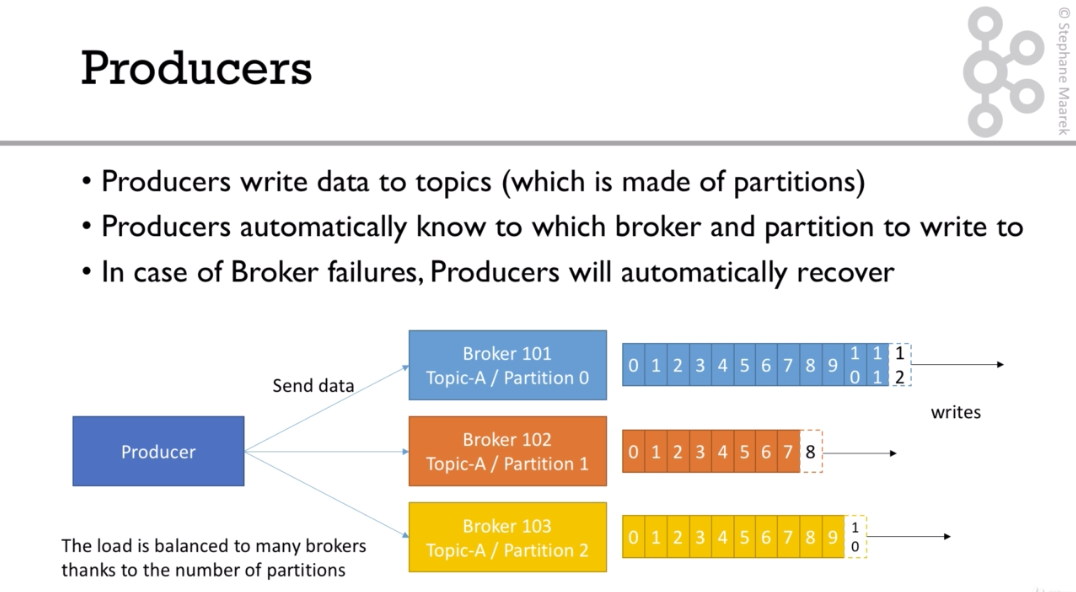 Producers
© Stephane Maarek
• Producers write data to topics (which is made of partitions)
• Producers automatically know to which broker and partition to write to
• In case of Broker failures, Producers will automatically recover
Send data
Producer
Broker 101
Topic-A / Partition 0
0 1 2 3 4 5 6 7 8 9 10 11 12
writes
Broker 102
Topic-A / Partition 1
0 1 2 3 4 5 6 7 8
Broker 103
Topic-A / Partition 2
0 1 2 3 4 5 6 7 8 9 10
The load is balanced to many brokers
thanks to the number of partitions